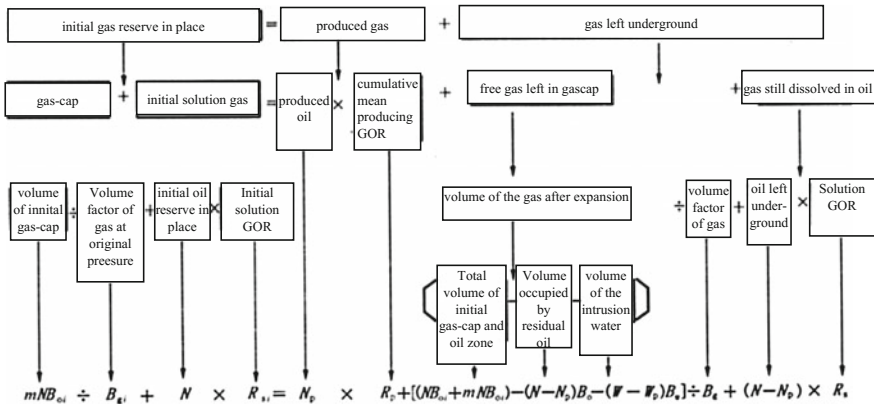 initial gas reserve in place = produced gas + gas left underground
gas-cap + initial solution gas = produced oil × cumulative mean producing GOR + free gas left in gascap + gas still dissolved in oil
volume of innital gas-cap ÷ Volume factor of gas at original preesure + initial oil reserve in place × Initial solution GOR
volume of the gas after expansion
÷ volume factor of gas + oil left under-ground × Solution GOR
Total volume of initial gas-cap and oil zone − Volume occupied by residual oil − volume of the intrusion water
mNBoi ÷ Bgi + N × Rsi = Np × Rp+[(NBoi+mNBoi)−(N−Np)Bo−(W−Wp)Bw]÷Bg+(N−Np)×Rs